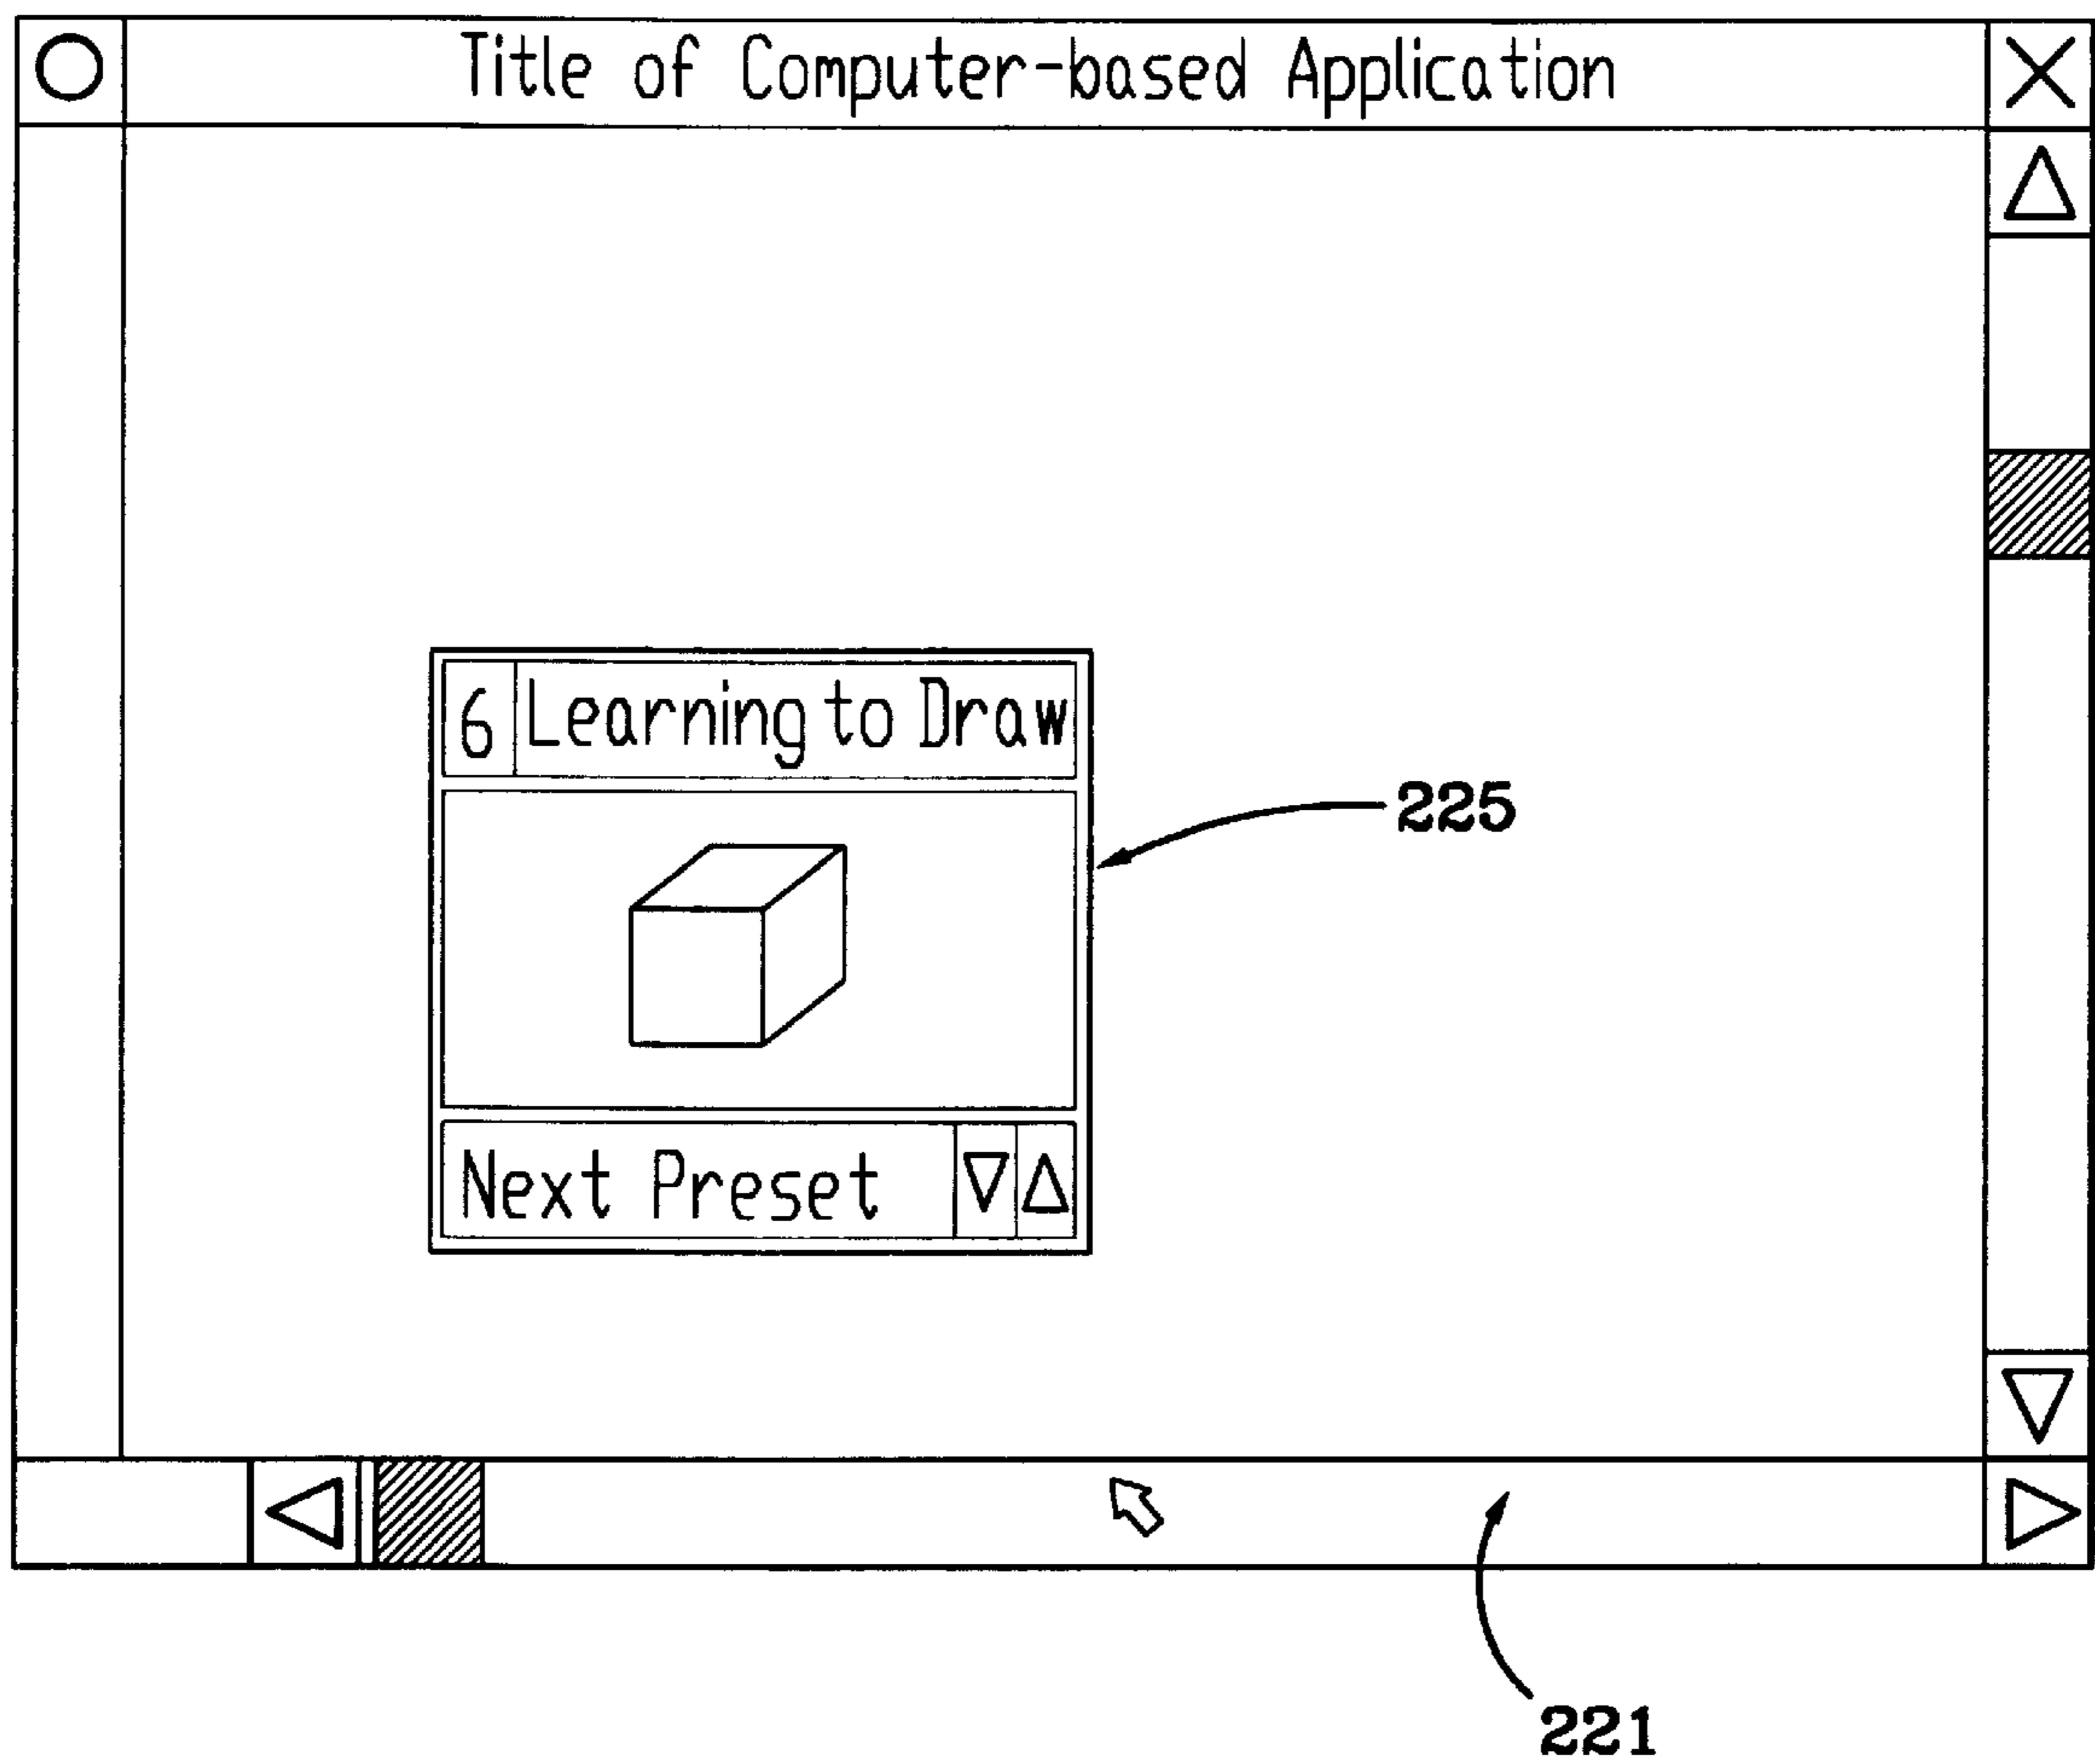 Title of Computer-based Application
6 Learning to Draw
225
Next Preset
221